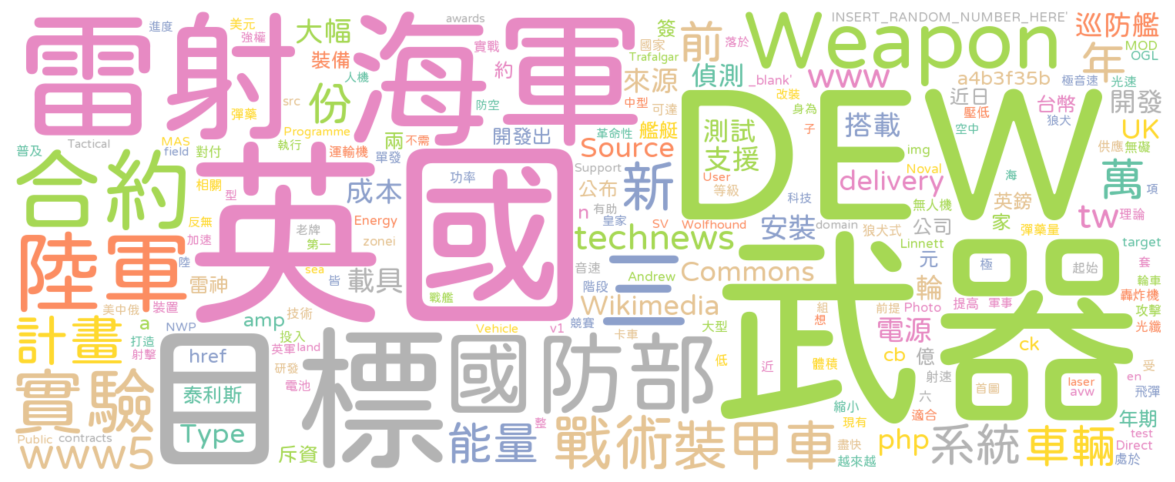 進度
美元
強權
大幅
awards
實戰
國家
Trafalgar
前
落於
INSERT_RANDOM_NUMBER_HERE'
巡防艦
MOD
OGL
雷射
海軍
Weapon
年
人機
裝備
約
簽
來源
偵測
_blank'
www
a4b3f35b
極音速
光速
彈藥
src
份
防空
中型
可達
改裝
身為
近日
台幣
開發
Programme
兩
不需
革命性
艦艇
測試
子
搭載
壓低
狼犬
Tactical
MAS
執行
運輸機
開發出
Source
支援
空中
UK
普及
field
對付
單發
Support
img
供應
無礙
合約
英國
DEW
相關
成本
功率
公布
新
User
等級
delivery
Noval
無人機
萬
型
Energy
n
有助
皇家
科技
海
英鎊
項
反無
老牌
SV
Wolfhound
狼犬式
彈藥量
tw
理論
陸軍
加速
第一
technews
安裝
domain
公司
家
陸
zonei
Linnett
target
雷神
sea
皆
載具
音速
三
Andrew
Commons
元
極
起始
套
美中俄
裝置
技術
戰艦
階段
武器
輪
輪車
計畫
a
NWP
amp
投入
Wikimedia
組
前提
提高
軍事
轟炸機
攻擊
打造
射擊
英軍
land
Vehicle
v1
競賽
卡車
大型
想
Photo
光纖
href
研發
電池
目標
國防部
低
近
電源
cb
億
ck
體積
射速
首圖
laser
受
實驗
泰利斯
avw
en
飛彈
Type
縮小
六
適合
年期
Public
contracts
整
現有
test
www5
斥資
能量
戰術裝甲車
盡快
越來越
php
系統
車輛
Direct
處於